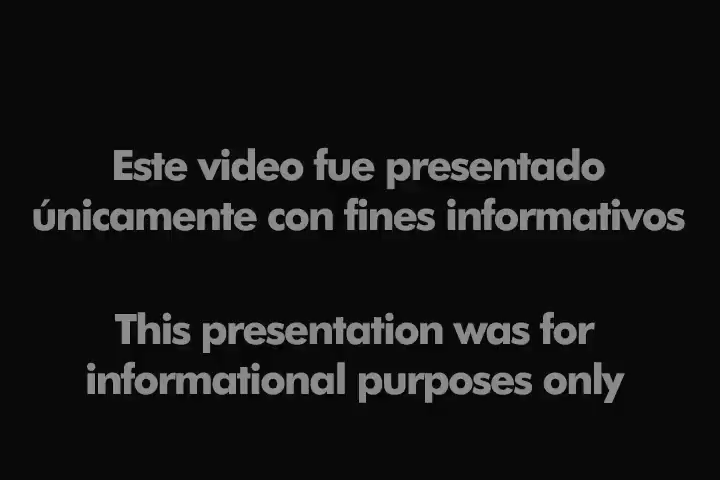 Este video fue presentado
únicamente con fines informativos
This presentation was for
informational purposes only